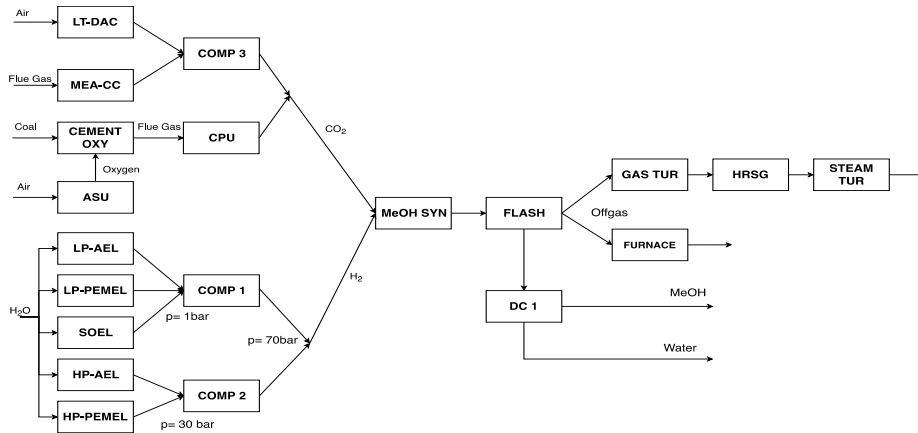 Air
LT-DAC
COMP 3
Flue Gas
MEA-CC
CO2
Coal
CEMENT
OXY
Flue Gas
CPU
Oxygen
Air
ASU
MeOH SYN
FLASH
GAS TUR
HRSG
STEAM
TUR
Offgas
FURNACE
LP-AEL
H2
LP-PEMEL
COMP 1
H2O
p= 1bar
SOEL
p= 70bar
DC 1
MeOH
Water
HP-AEL
COMP 2
HP-PEMEL
p= 30 bar